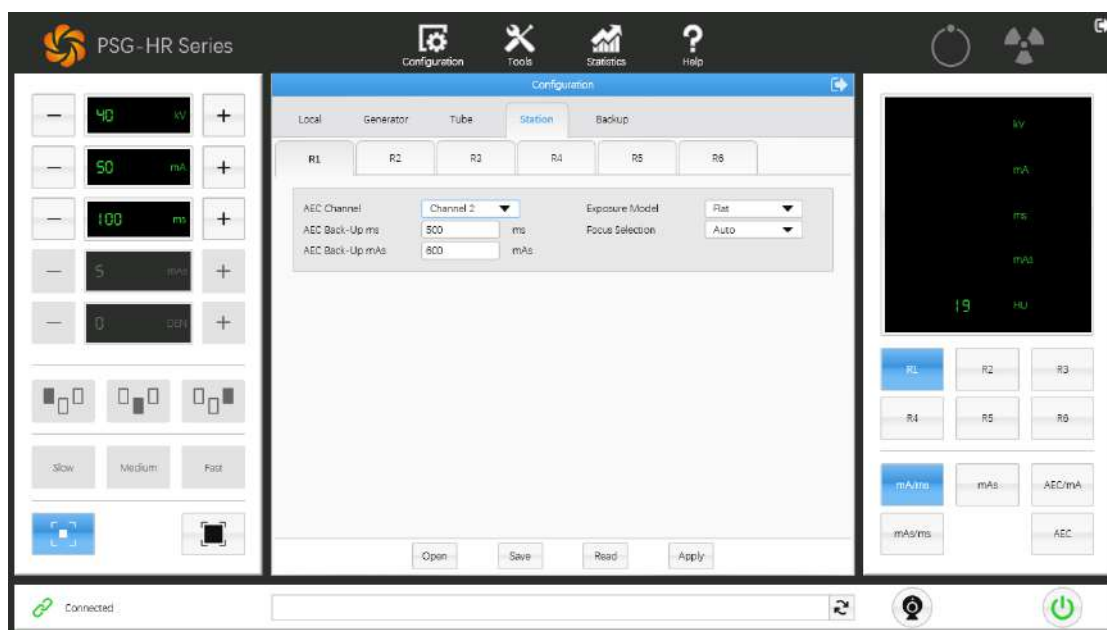 PSG-HR Series
Configuration Tools Statistics Help
Configuration
Local Generator Tube Station Backup
R1 R2 R3 R4 R5 R6
AEC Channel Channel 2 Exposure Model Flat
AEC Back-Up ms 500 ms Focus Selection Auto
AEC Back-Up mAs 600 mAs
Open Save Read Apply
40 kV
50 mA
100 ms
5 mAs
0 DEN
Slow Medium Fast
kV
mA
ms
mAs
19 HU
R1 R2 R3
R4 R5 R6
mA/ms mAs AEC/mA
mAs/ms AEC
Connected